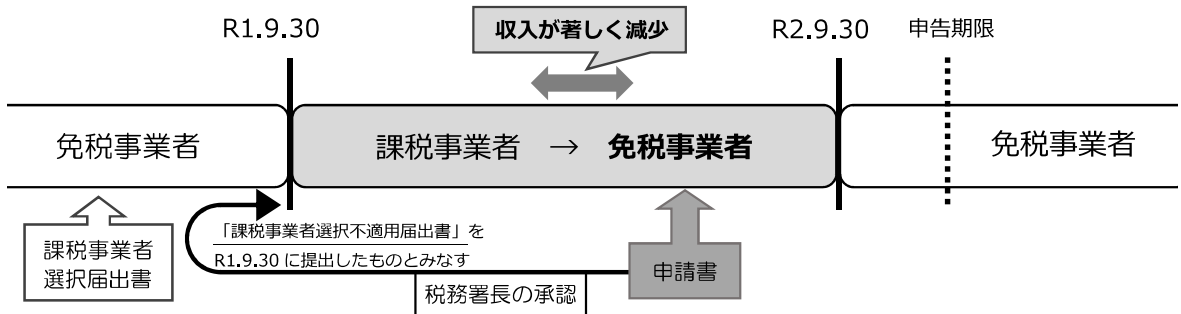 R1.9.30
収入が著しく減少
R2.9.30
申告期限
免税事業者
課税事業者 → 免税事業者
免税事業者
課税事業者
選択届出書
「課税事業者選択不適用届出書」を
R1.9.30 に提出したものとみなす
税務署長の承認
申請書